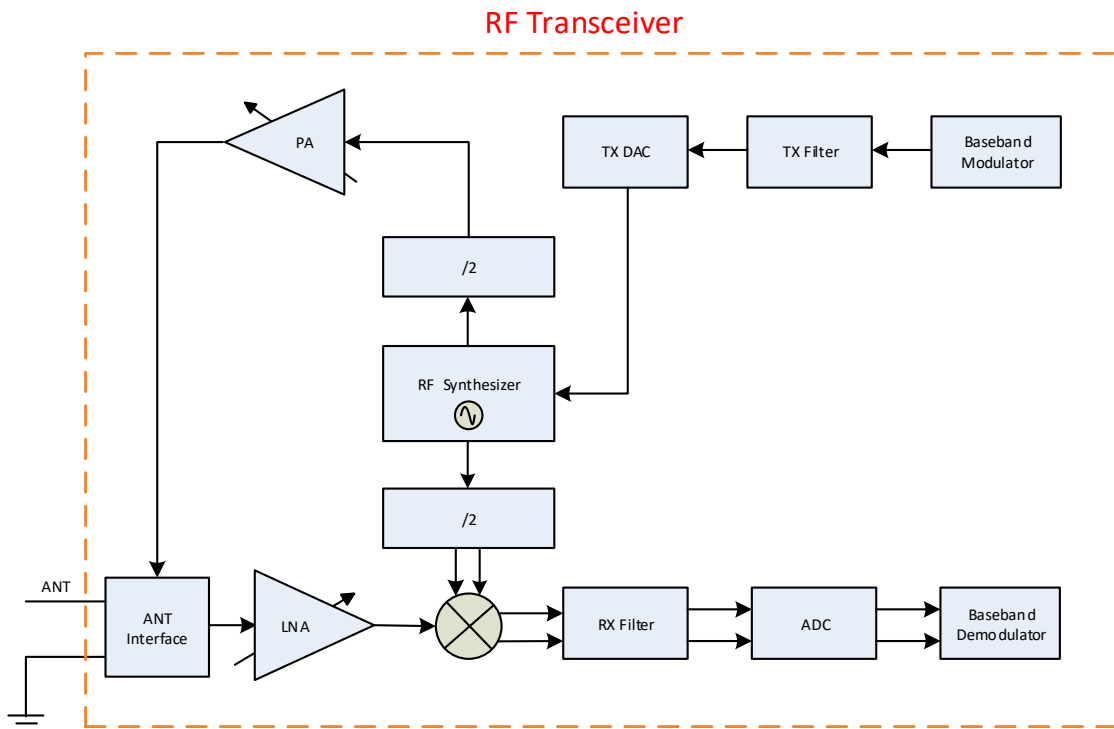 RF Transceiver
PA
TX DAC
TX Filter
Baseband
Modulator
/2
RF Synthesizer
/2
ANT
ANT
Interface
LNA
RX Filter
ADC
Baseband
Demodulator